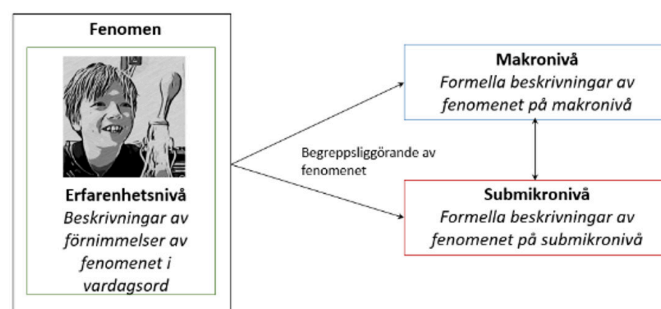 Fenomen
Erfarenhetsnivå
Beskrivningar av
förnimmelser av
fenomenet i
vardagsord
Begreppsliggörande av
fenomenet
Makronivå
Formella beskrivningar av
fenomenet på makronivå
Submikronivå
Formella beskrivningar av
fenomenet på submikronivå